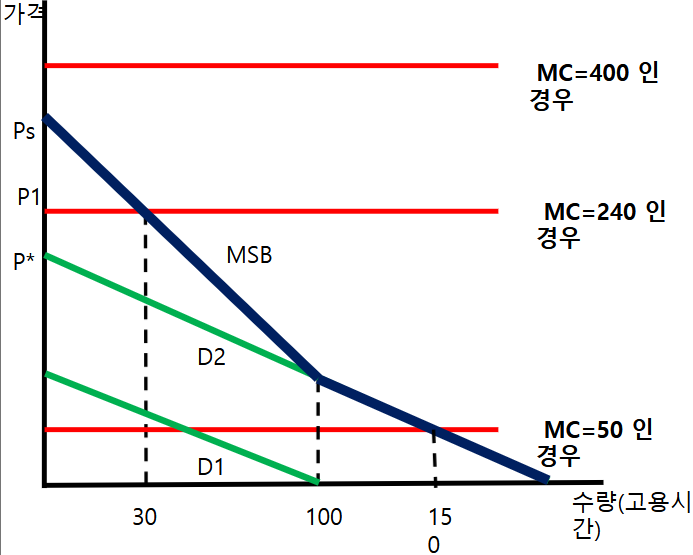 가격
Ps
P1
P*
MC=400 인
경우
MC=240 인
경우
MSB
D2
MC=50 인
경우
D1
30
100
15
0
수량(고용시
간)